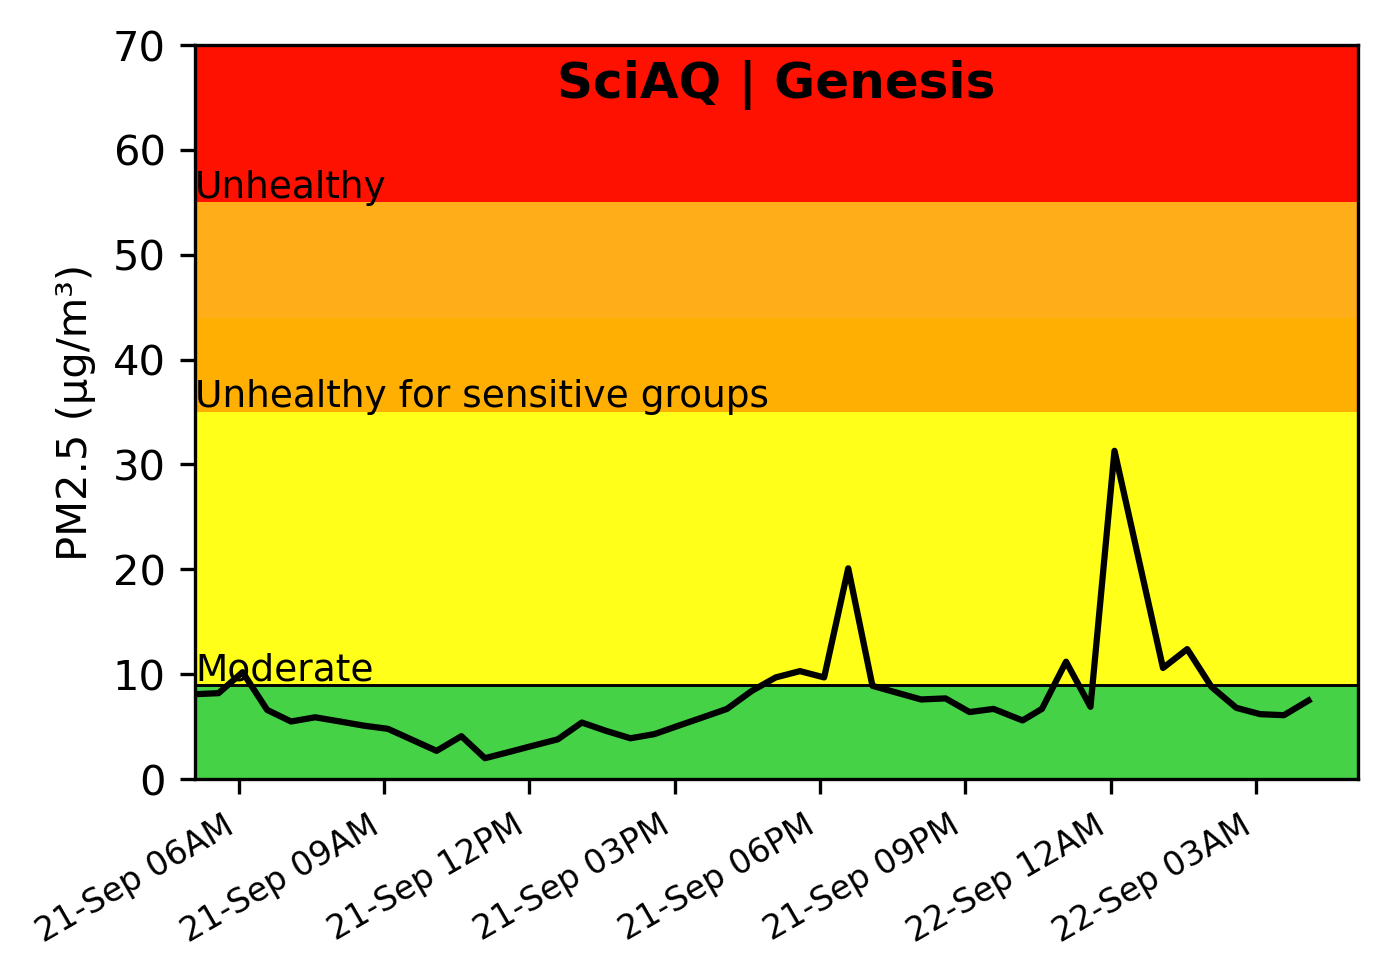 SciAQ | Genesis
70
60
50
40
30
20
10
0
PM2.5 (µg/m³)
Unhealthy
Unhealthy for sensitive groups
Moderate
21-Sep 06AM
21-Sep 09AM
21-Sep 12PM
21-Sep 03PM
21-Sep 06PM
21-Sep 09PM
22-Sep 12AM
22-Sep 03AM